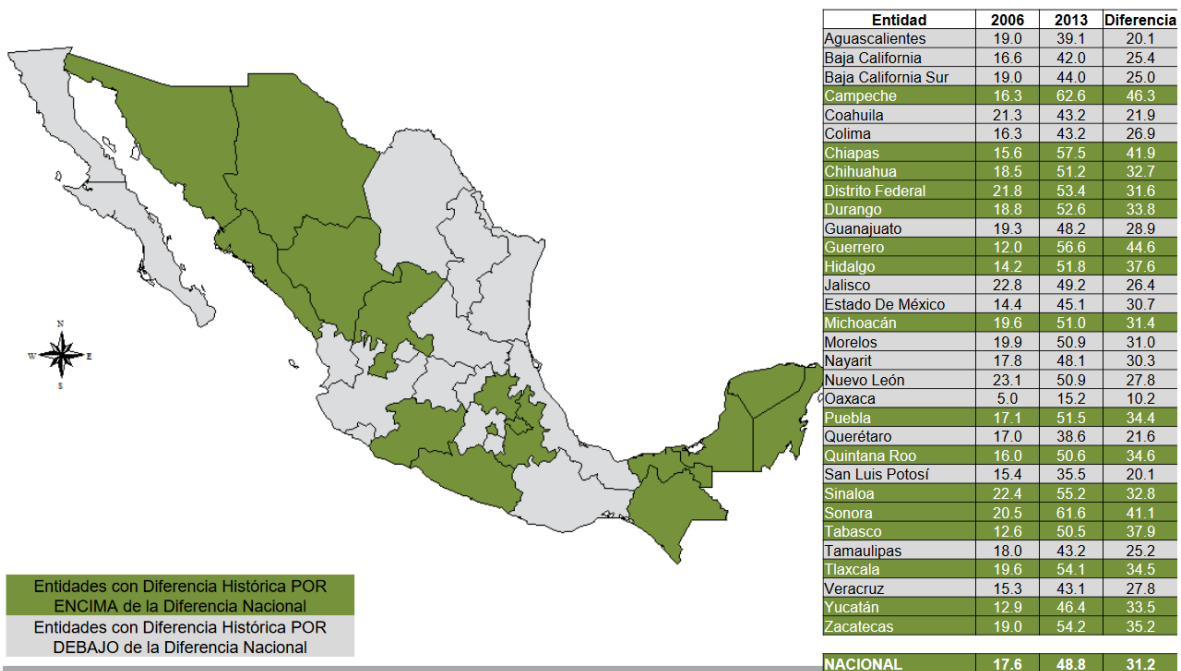 Entidad 2006 2013 Diferencia
Aguascalientes 19.0 39.1 20.1
Baja California 16.6 42.0 25.4
Baja California Sur 19.0 44.0 25.0
Campeche 16.3 62.6 46.3
Coahuila 21.3 43.2 21.9
Colima 16.3 43.2 26.9
Chiapas 15.6 57.5 41.9
Chihuahua 18.5 51.2 32.7
Distrito Federal 21.8 53.4 31.6
Durango 18.8 52.6 33.8
Guanajuato 19.3 48.2 28.9
Guerrero 12.0 56.6 44.6
Hidalgo 14.2 51.8 37.6
Jalisco 22.8 49.2 26.4
Estado De México 14.4 45.1 30.7
Michoacán 19.6 51.0 31.4
Morelos 19.9 50.9 31.0
Nayarit 17.8 48.1 30.3
Nuevo León 23.1 50.9 27.8
Oaxaca 5.0 15.2 10.2
Puebla 17.1 51.5 34.4
Querétaro 17.0 38.6 21.6
Quintana Roo 16.0 50.6 34.6
San Luis Potosí 15.4 35.5 20.1
Sinaloa 22.4 55.2 32.8
Sonora 20.5 61.6 41.1
Tabasco 12.6 50.5 37.9
Tamaulipas 18.0 43.2 25.2
Tlaxcala 19.6 54.1 34.5
Veracruz 15.3 43.1 27.8
Yucatán 12.9 46.4 33.5
Zacatecas 19.0 54.2 35.2
NACIONAL 17.6 48.8 31.2
N
W E
S
Entidades con Diferencia Histórica POR
ENCIMA de la Diferencia Nacional
Entidades con Diferencia Histórica POR
DEBAJO de la Diferencia Nacional